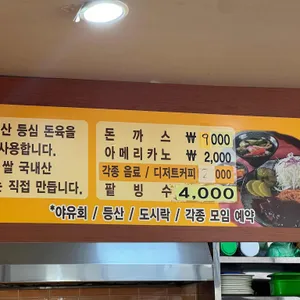 산 등심 돈육을
사용합니다.
쌀 국내산
는 직접 만듭니다.
돈 까 스 ₩ 9000
아메리카노 ₩ 2,000
각종 음료 / 디저트커피 000
팥 빙 수 4,000
*야유회 / 등산 / 도시락 / 각종 모임 예약